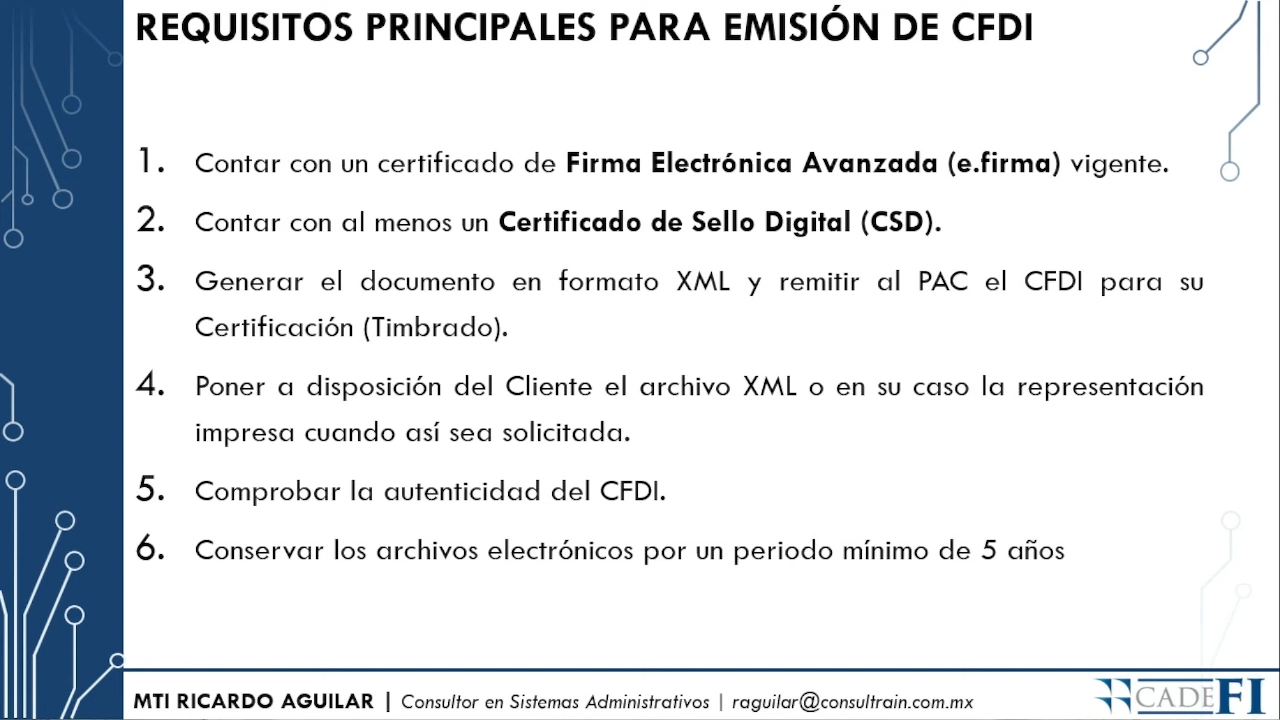 REQUISITOS PRINCIPALES PARA EMISIÓN DE CFDI
1. Contar con un certificado de Firma Electrónica Avanzada (e.firma) vigente.
2. Contar con al menos un Certificado de Sello Digital (CSD).
3. Generar el documento en formato XML y remitir al PAC el CFDI para su
Certificación (Timbrado).
4. Poner a disposición del Cliente el archivo XML o en su caso la representación
impresa cuando así sea solicitada.
5. Comprobar la autenticidad del CFDI.
6. Conservar los archivos electrónicos por un periodo mínimo de 5 años
MTI RICARDO AGUILAR | Consultor en Sistemas Administrativos | raguilar@consultrain.com.mx
CADEFI